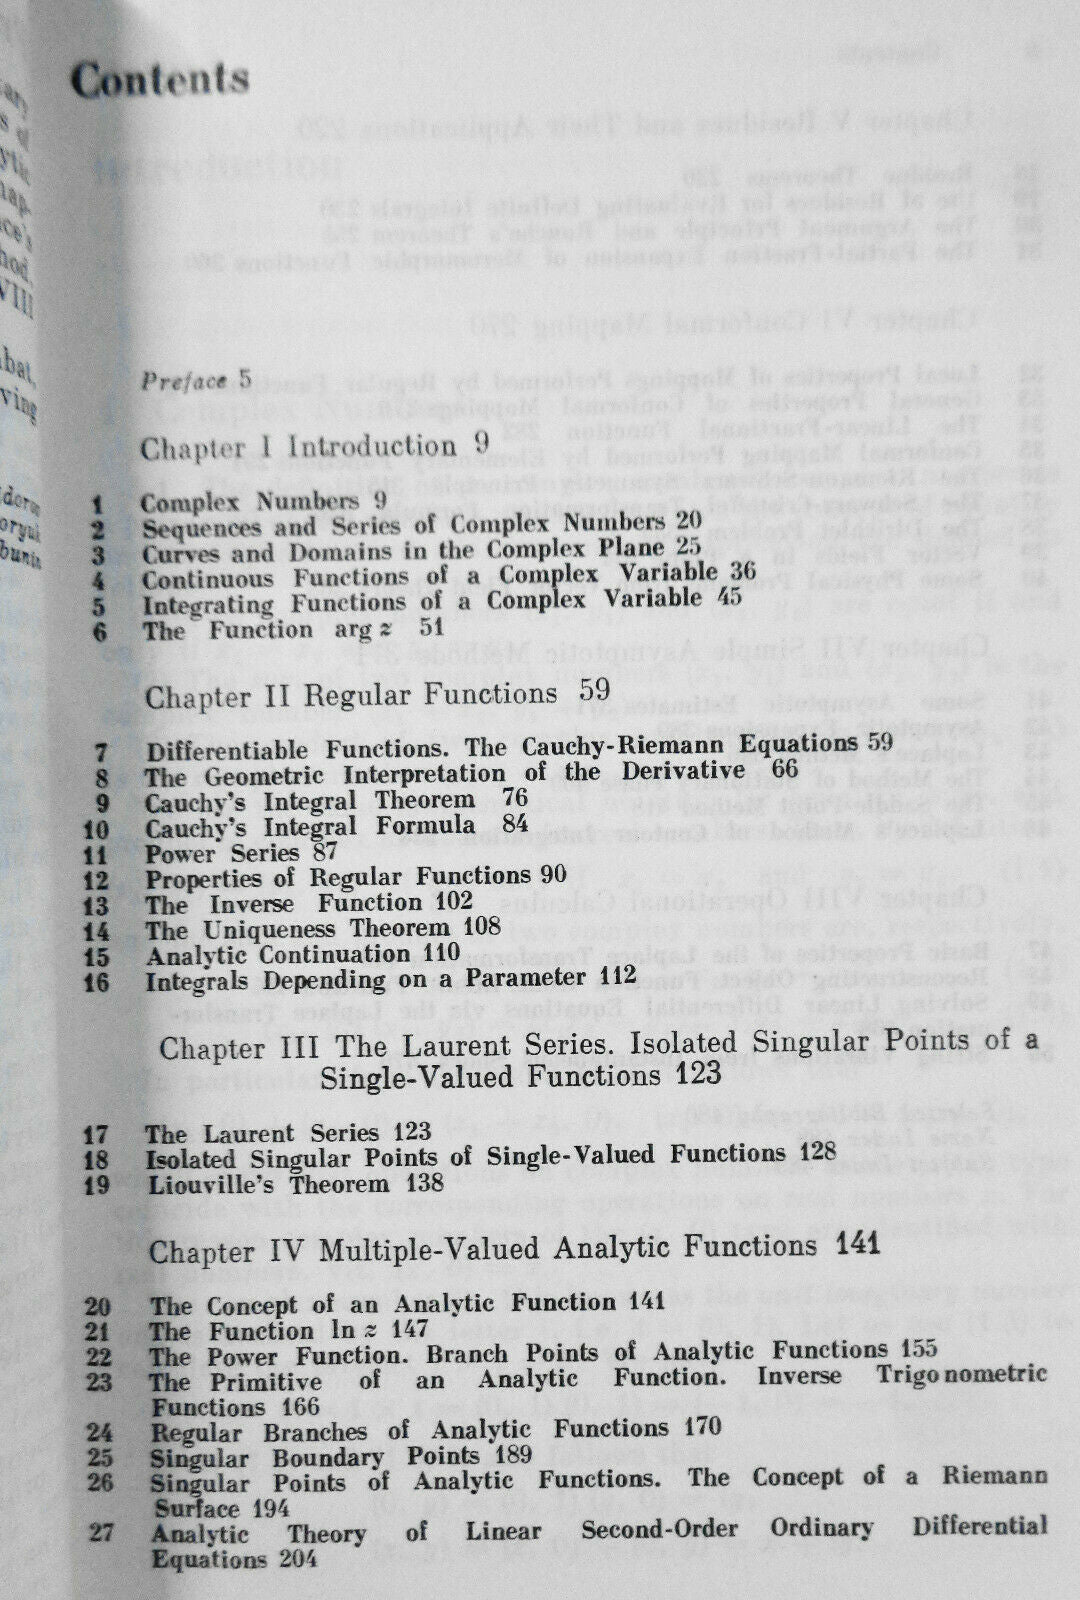 Contents
Preface 5
Chapter I Introduction 9
1 Complex Numbers 9
2 Sequences and Series of Complex Numbers 20
3 Curves and Domains in the Complex Plane 25
4 Continuous Functions of a Complex Variable 36
5 Integrating Functions of a Complex Variable 45
6 The Function arg z 51
Chapter II Regular Functions 59
7 Differentiable Functions. The Cauchy-Riemann Equations 59
8 The Geometric Interpretation of the Derivative 66
9 Cauchy's Integral Theorem 76
10 Cauchy's Integral Formula 84
11 Power Series 87
12 Properties of Regular Functions 90
13 The Inverse Function 102
14 The Uniqueness Theorem 108
15 Analytic Continuation 110
16 Integrals Depending on a Parameter 112
Chapter III The Laurent Series. Isolated Singular Points of a
Single-Valued Functions 123
17 The Laurent Series 123
18 Isolated Singular Points of Single-Valued Functions 128
19 Liouville's Theorem 138
Chapter IV Multiple-Valued Analytic Functions 141
20 The Concept of an Analytic Function 141
21 The Function ln z 147
22 The Power Function. Branch Points of Analytic Functions 155
23 The Primitive of an Analytic Function. Inverse Trigonometric
Functions 166
24 Regular Branches of Analytic Functions 170
25 Singular Boundary Points 189
26 Singular Points of Analytic Functions. The Concept of a Riemann
Surface 194
27 Analytic Theory of Linear Second-Order Ordinary Differential
Equations 204